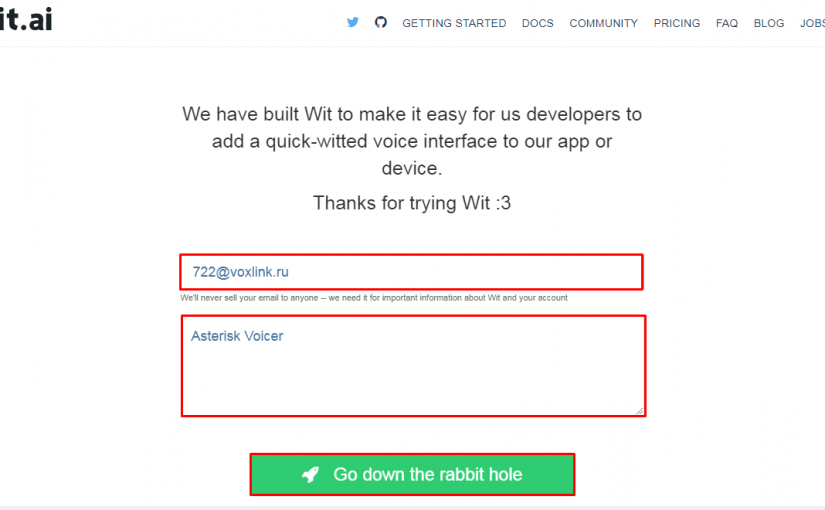 it.ai
GETTING STARTED DOCS COMMUNITY PRICING FAQ BLOG JOBS
We have built Wit to make it easy for us developers to
add a quick-witted voice interface to our app or
device.
Thanks for trying Wit :3
722@voxlink.ru
We'll never sell your email to anyone – we need it for important information about Wit and your account
Asterisk Voicer
Go down the rabbit hole